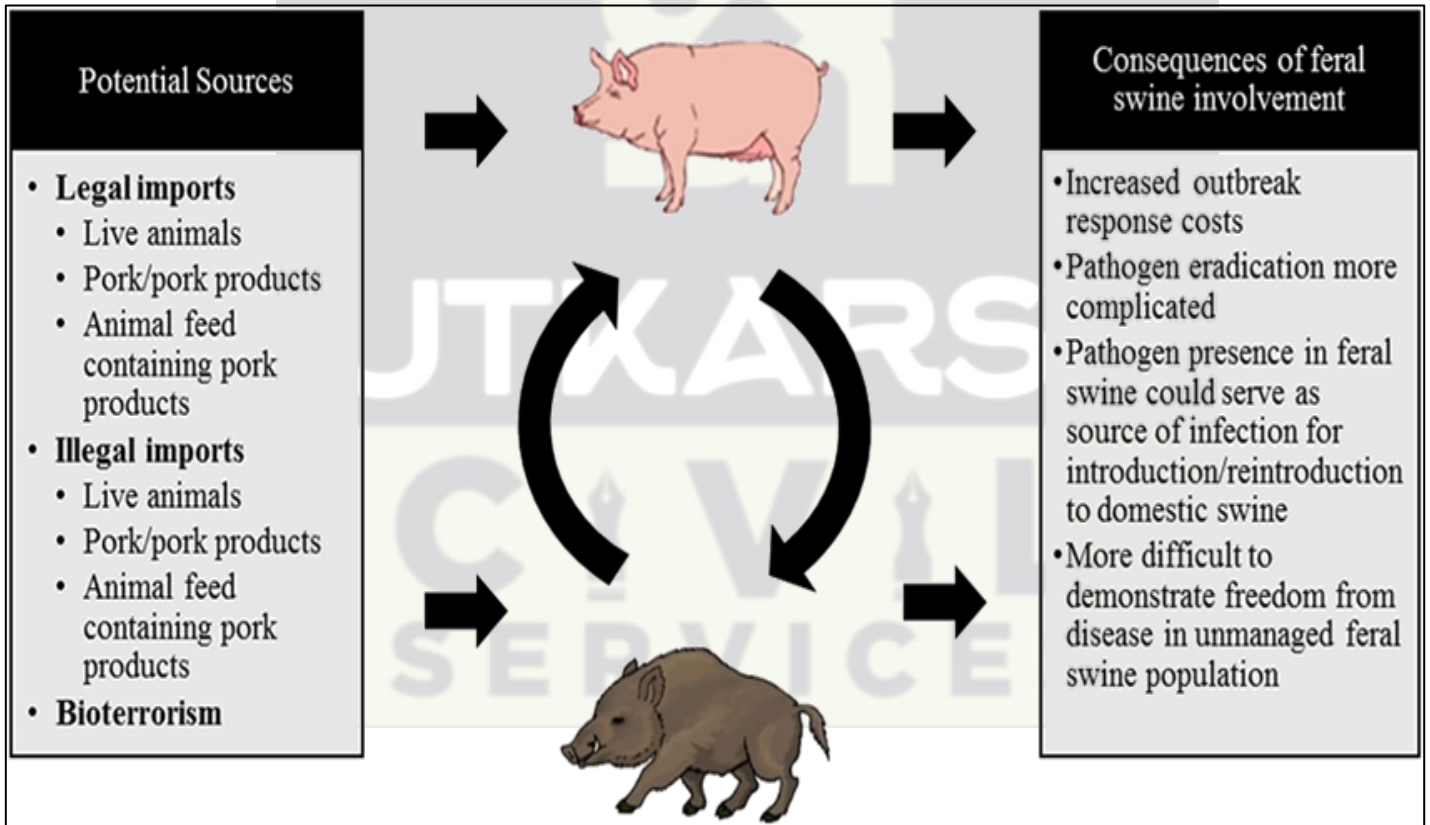 Potential Sources
• Legal imports
• Live animals
• Pork/pork products
• Animal feed
containing pork
products
• Illegal imports
• Live animals
• Pork/pork products
• Animal feed
containing pork
products
• Bioterrorism
UTKARS
CIVIL
SERVICE
Consequences of feral
swine involvement
•Increased outbreak
response costs
•Pathogen eradication more
complicated
•Pathogen presence in feral
swine could serve as
source of infection for
introduction/reintroduction
to domestic swine
•More difficult to
demonstrate freedom from
disease in unmanaged feral
swine population